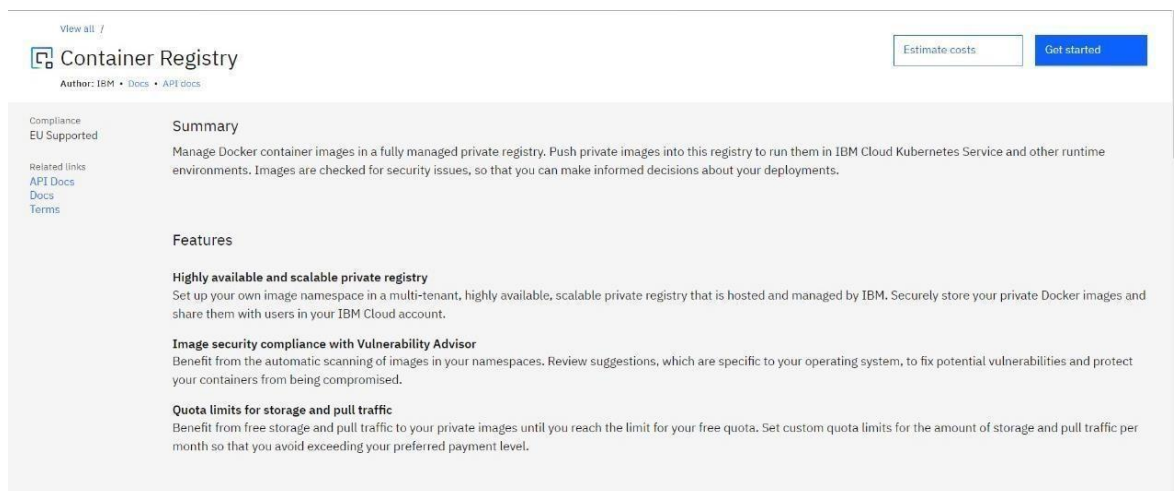 View all /
Container Registry
Author: IBM • Docs • API docs
Estimate costs
Get started
Compliance
EU Supported
Related links
API Docs
Docs
Terms
Summary
Manage Docker container images in a fully managed private registry. Push private images into this registry to run them in IBM Cloud Kubernetes Service and other runtime
environments. Images are checked for security issues, so that you can make informed decisions about your deployments.
Features
Highly available and scalable private registry
Set up your own image namespace in a multi-tenant, highly available, scalable private registry that is hosted and managed by IBM. Securely store your private Docker images and
share them with users in your IBM Cloud account.
Image security compliance with Vulnerability Advisor
Benefit from the automatic scanning of images in your namespaces. Review suggestions, which are specific to your operating system, to fix potential vulnerabilities and protect
your containers from being compromised.
Quota limits for storage and pull traffic
Benefit from free storage and pull traffic to your private images until you reach the limit for your free quota. Set custom quota limits for the amount of storage and pull traffic per
month so that you avoid exceeding your preferred payment level.